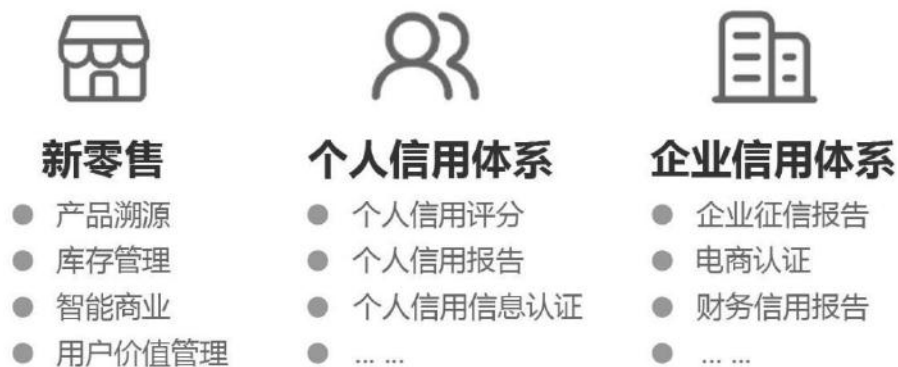 新零售
产品溯源
库存管理
智能商业
用户价值管理
个人信用体系
个人信用评分
个人信用报告
个人信用信息认证
... ...
企业信用体系
企业征信报告
电商认证
财务信用报告
... ...